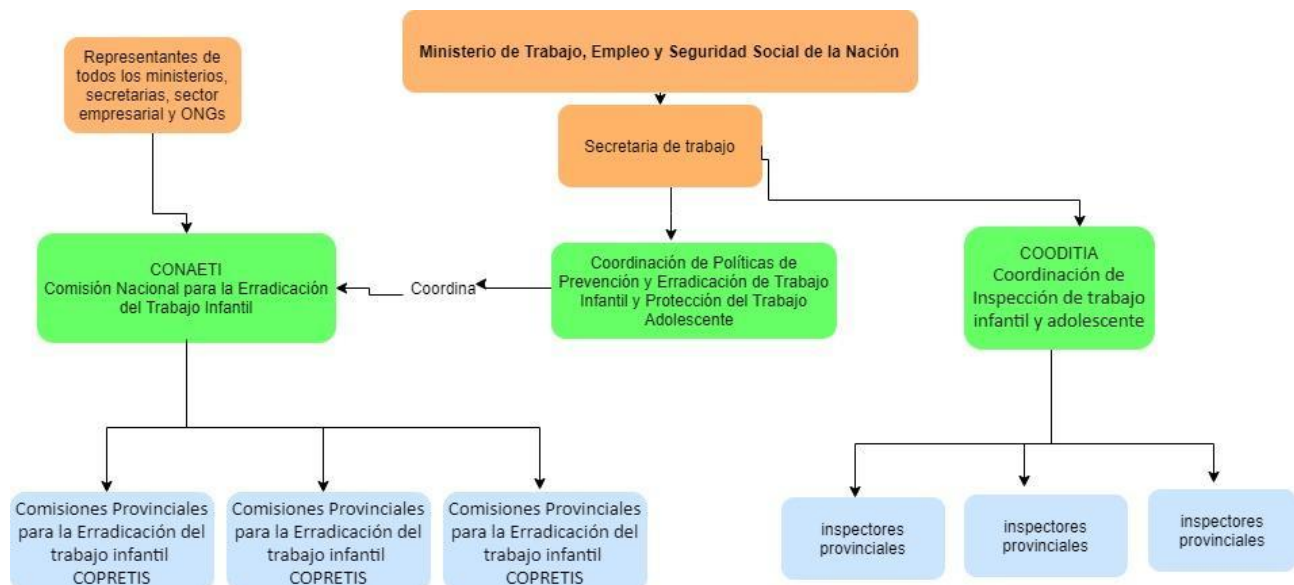 Representantes de
todos los ministerios,
secretarias, sector
empresarial y ONGs
Ministerio de Trabajo, Empleo y Seguridad Social de la Nación
Secretaria de trabajo
CONAETI
Comisión Nacional para la Erradicación
del Trabajo Infantil
Coordina
Coordinación de Políticas de
Prevención y Erradicación de Trabajo
Infantil y Protección del Trabajo
Adolescente
COODITIA
Coordinación de
Inspección de trabajo
infantil y adolescente
Comisiones Provinciales
para la Erradicación del
trabajo infantil
COPRETIS
Comisiones Provinciales
para la Erradicación del
trabajo infantil
COPRETIS
Comisiones Provinciales
para la Erradicación del
trabajo infantil
COPRETIS
inspectores
provinciales
inspectores
provinciales
inspectores
provinciales